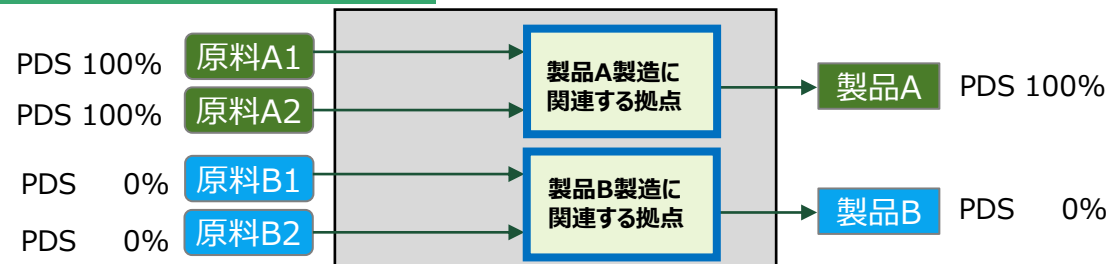 PDS 100% 原料A1
PDS 100% 原料A2
製品A製造に
関連する拠点
製品A PDS 100%
PDS 0% 原料B1
PDS 0% 原料B2
製品B製造に
関連する拠点
製品B PDS 0%